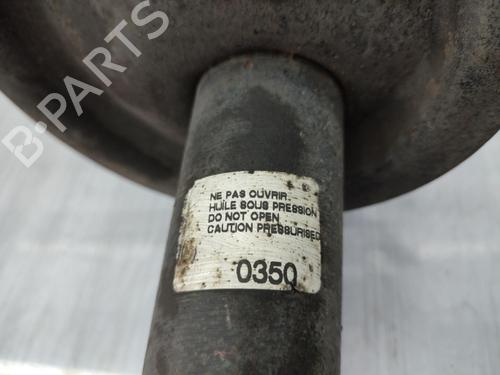 B-PARTS
NE PAS OUVRIR
HUILE SOUS PRESSION
DO NOT OPEN
CAUTION PRESSURISED
0350